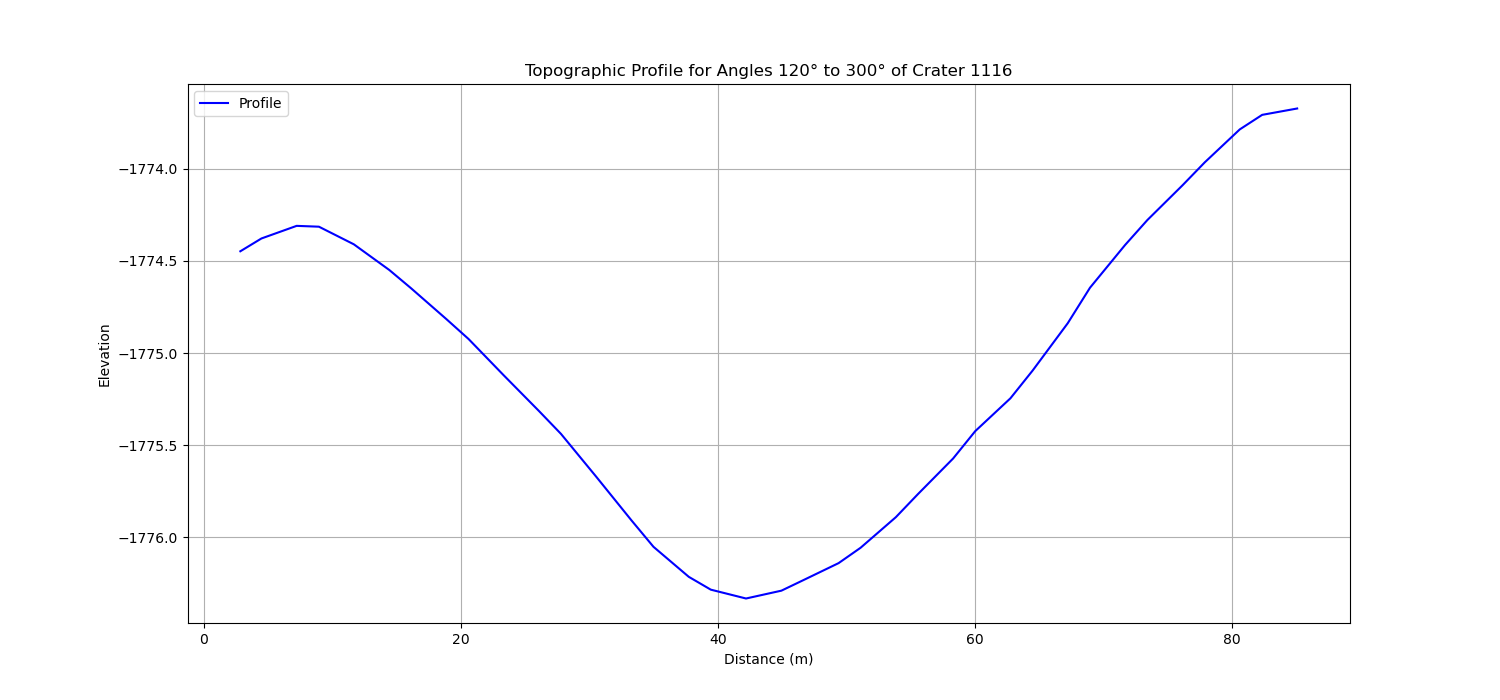 Topographic Profile for Angles 120° to 300° of Crater 1116
Profile
Elevation
−1774.0
−1774.5
−1775.0
−1775.5
−1776.0
0 20 40 60 80
Distance (m)